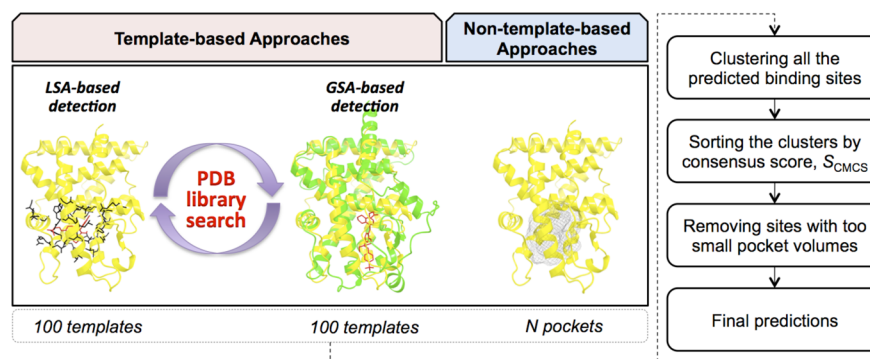 Template-based Approaches
Non-template-based
Approaches
LSA-based
detection
GSA-based
detection
PDB
library
search
100 templates
100 templates
N pockets
Clustering all the
predicted binding sites
Sorting the clusters by
consensus score, SCMCS
Removing sites with too
small pocket volumes
Final predictions